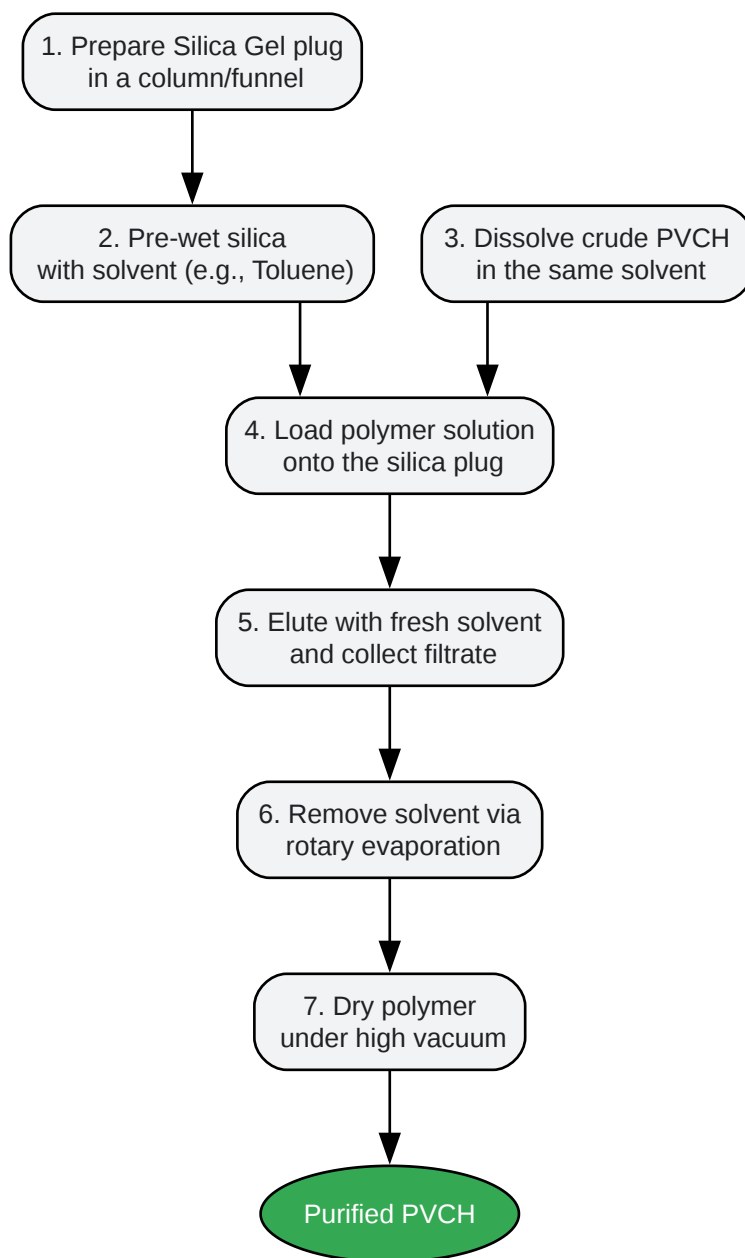 1. Prepare Silica Gel plug
in a column/funnel
2. Pre-wet silica
with solvent (e.g., Toluene)
3. Dissolve crude PVCH
in the same solvent
4. Load polymer solution
onto the silica plug
5. Elute with fresh solvent
and collect filtrate
6. Remove solvent via
rotary evaporation
7. Dry polymer
under high vacuum
Purified PVCH